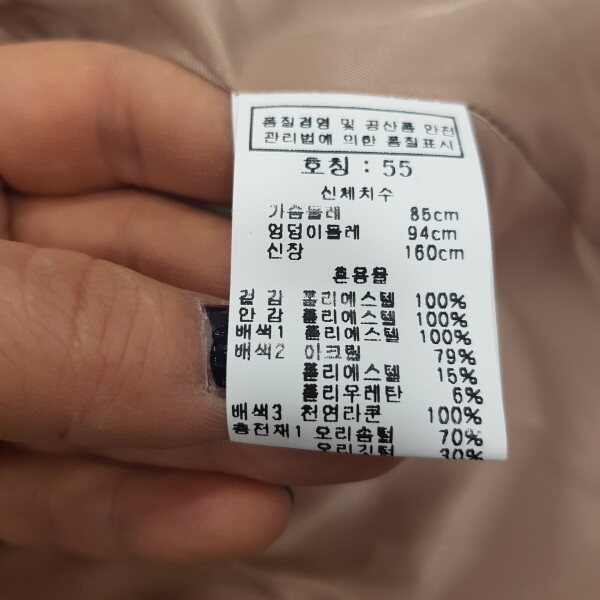 품질경영 및 공산품 안전
관리법에 의한 품질표시
호칭 : 55
신체치수
가슴둘레 85cm
엉덩이둘레 94cm
신장 160cm
혼용율
겉 감 폴리에스텔 100%
안 감 폴리에스텔 100%
배색1 폴리에스텔 100%
배색2 아크릴 79%
폴리에스텔 15%
폴리우레탄 6%
배색3 천연라쿤 100%
충전재1 오리솜털 70%
오리깃털 30%